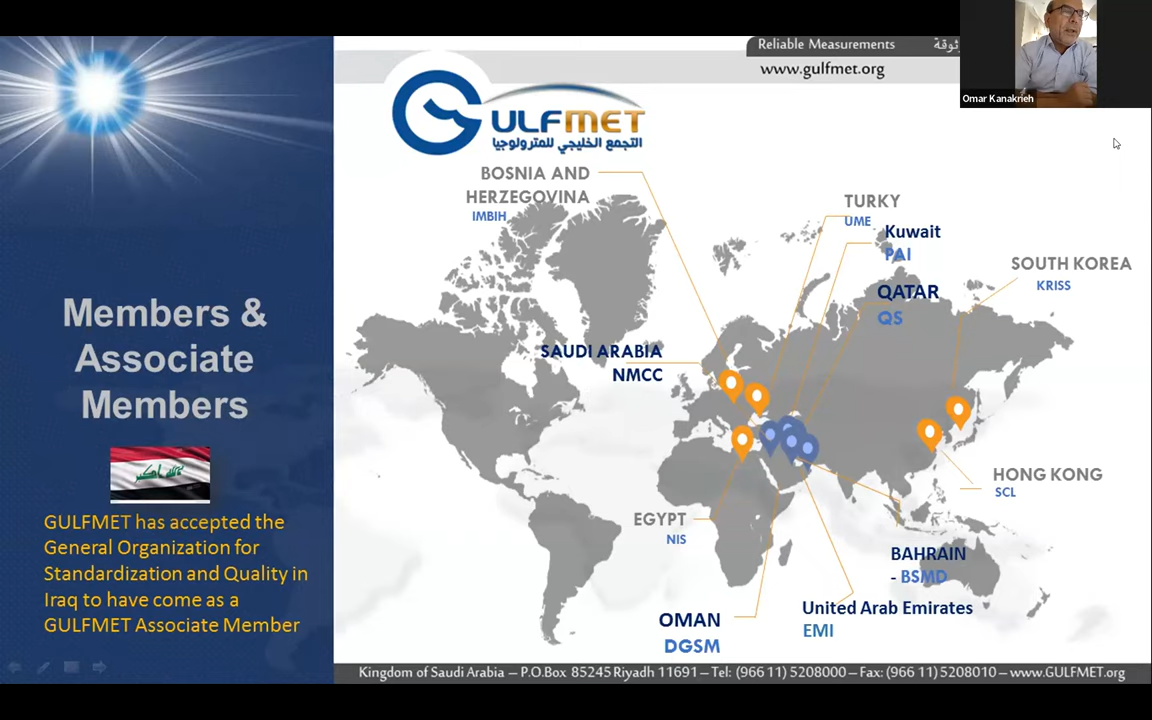 Reliable Measurements
www.gulfmet.org
Omar Kanakrieh
GULFMET
التجمع الخليجي للمترولوجيا
Members &
Associate
Members
الله اكبر
GULFMET has accepted the
General Organization for
Standardization and Quality in
Iraq to have come as a
GULFMET Associate Member
BOSNIA AND
HERZEGOVINA
IMBIH
TURKY
UME
Kuwait
PAI
SOUTH KOREA
KRISS
QATAR
QS
SAUDI ARABIA
NMCC
HONG KONG
SCL
EGYPT
NIS
BAHRAIN
- BSMD
United Arab Emirates
EMI
OMAN
DGSM
Kingdom of Saudi Arabia – P.O.Box 85245 Riyadh 11691 – Tel: (966 11) 5208000 – Fax: (966 11) 5208010 – www.GULFMET.org